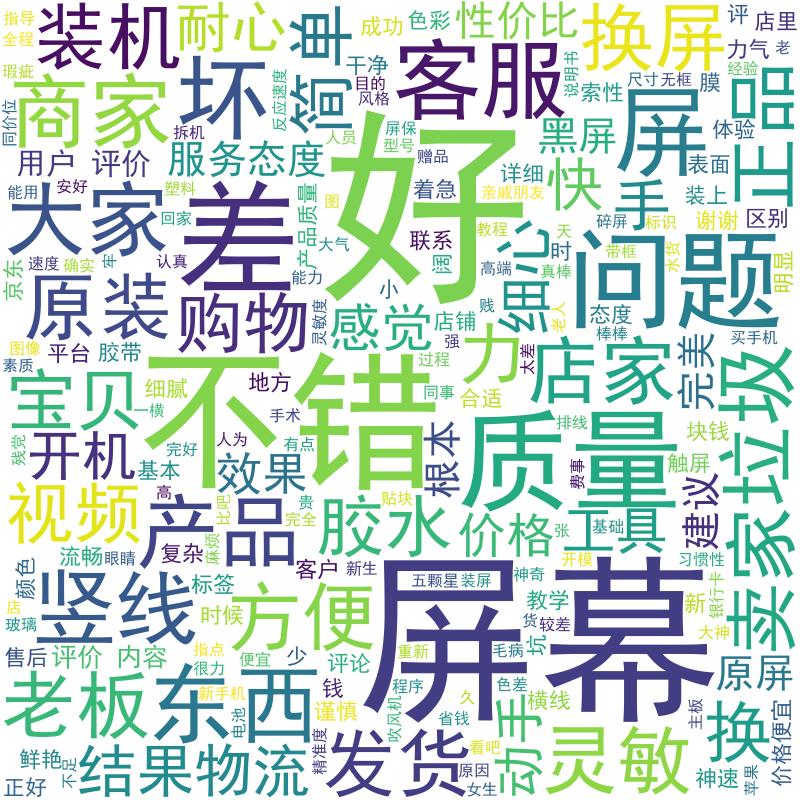 指导
装机
耐心
简单
成功
色彩
性价比
换屏
评
店里
全程
瑕疵
商家
坏
反应速度
干净
目的
风格
客服
说明书
索性
尺寸无框
膜
力气
老
经验
正品
同价位
拆机
人员
屏保
型号
好
黑屏
屏
体验
用户
评价
服务态度
赠品
详细
快
手
表面
能用
安好
塑料
产品质量
图
着急
亲戚朋友
装上
大家
差
回家
大气
教程
细心
碎屏
标识
谢谢
区别
京东
速度
确实
牢
认真
能力
联系
阔
高端
时
天
真棒
问题
带框
水货
明显
原装
购物
灵敏度
小
贬
态度
老人
感觉
店铺
棒棒
买手机
图像
素质
平台
胶带
不错
强
力
太差
店家
完美
垃圾
宝贝
细腻
地方
过程
同事
合适
一横
残党
开机
手术
人为
有点
根本
质量
排线
块钱
完好
基本
效果
触屏
卖家
视频
高
产品
比吧
贵
完全
贴块
胶水
价格
费事
工具
建议
张
基础
流畅
眼睛
复杂
麻烦
客户
新生
屏幕
神奇
开模
习惯性
颜色
竖线
标签
五颗星装屏
教学
新
银行卡
店
玻璃
时候
方便
货
较差
大神
售后
评价
内容
指点
很力
便宜
少
评论
重新
毛病
坑
原屏
老板
东西
新手机
钱
程序
久
色差
横线
谨慎
电池
吹风机
省钱
动手
灵敏
主板
换
价格便宜
鲜艳
不足
结果
物流
精准度
发货
看吧
原因
正好
女生
神速
苹果